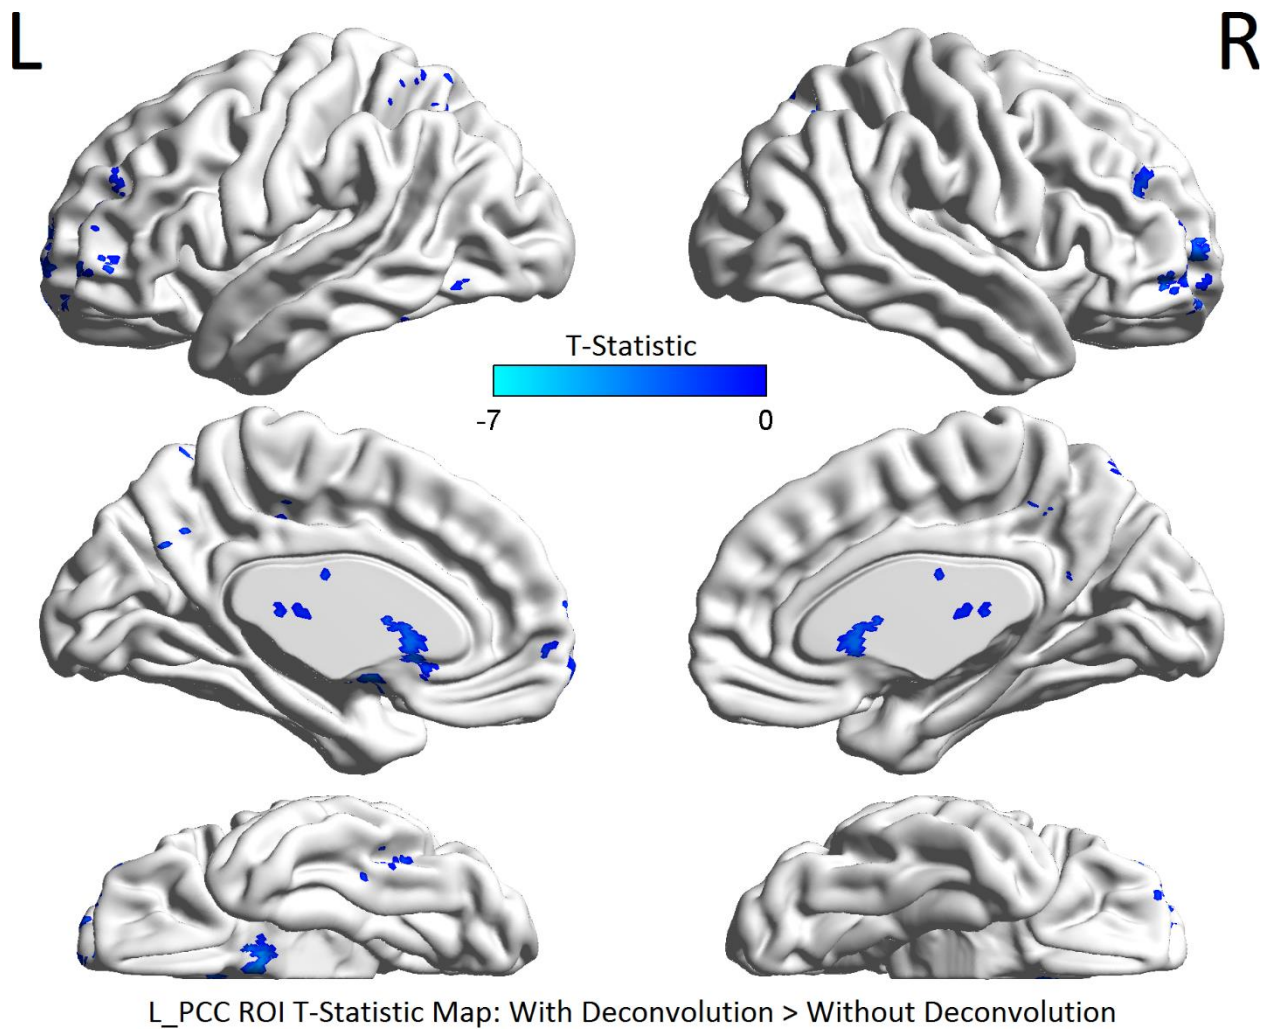 L
R
T-Statistic
-7
0
L_PCC ROI T-Statistic Map: With Deconvolution > Without Deconvolution